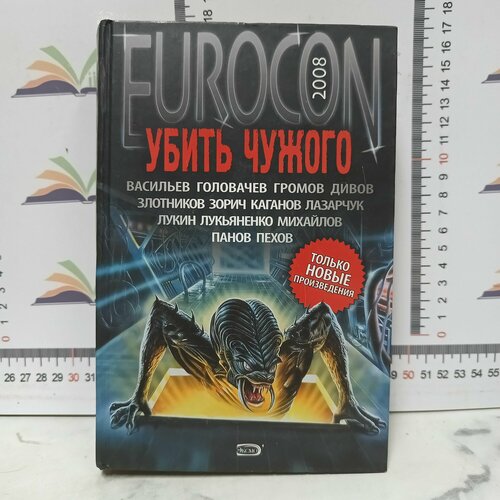 EUROCON
2008
УБИТЬ ЧУЖОГО
ВАСИЛЬЕВ ГОЛОВАЧЕВ ГРОМОВ ДИВОВ
ЗЛОТНИКОВ ЗОРИЧ КАГАНОВ ЛАЗАРЧУК
ЛУКИН ЛУКЬЯНЕНКО МИХАЙЛОВ
ПАНОВ ПЕХОВ
ТОЛЬКО
НОВЫЕ
ПРОИЗВЕДЕНИЯ
ЭКСМО